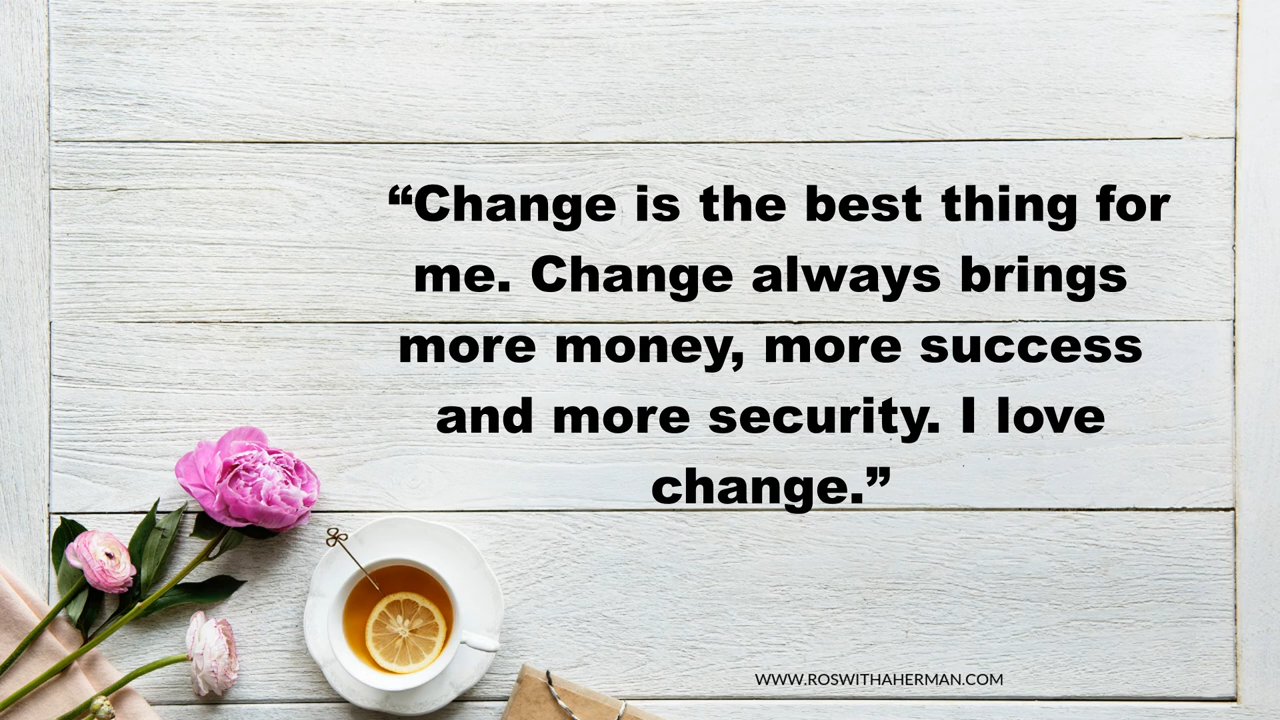 “Change is the best thing for
me. Change always brings
more money, more success
and more security. I love
change.”
WWW.ROSWITHAHERMAN.COM